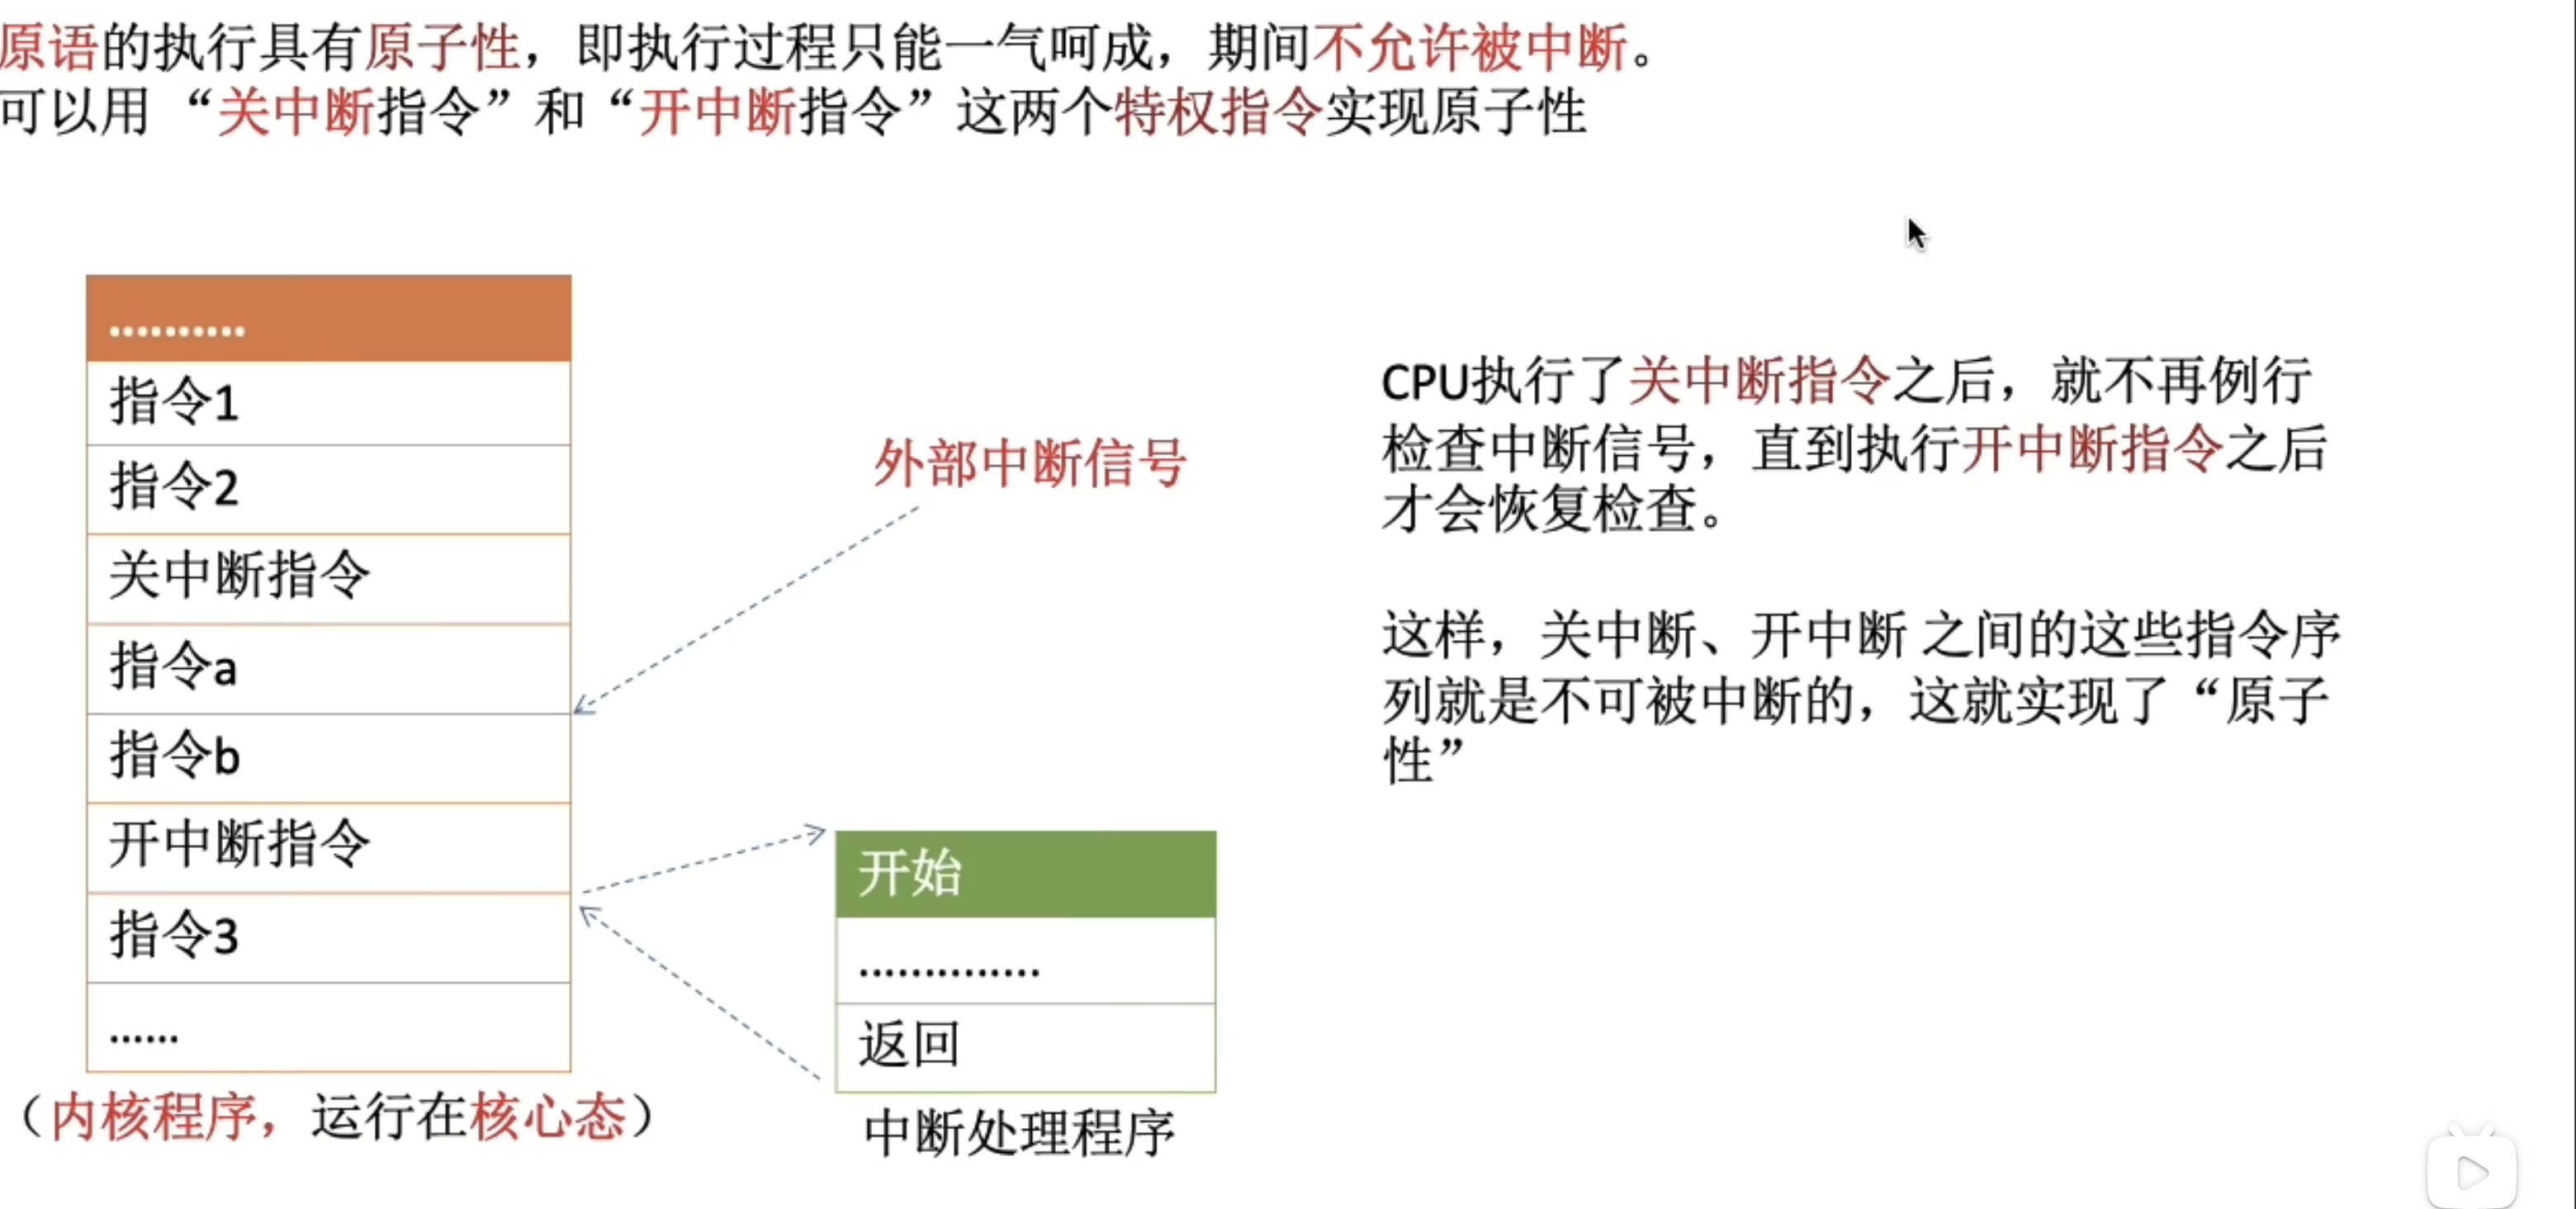 原语的执行具有原子性，即执行过程只能一气呵成，期间不允许被中断。
可以用 “关中断指令”和“开中断指令”这两个特权指令实现原子性
..........
指令1
指令2
关中断指令
指令a
指令b
开中断指令
指令3
......
（内核程序，运行在核心态）
外部中断信号
开始
..............
返回
中断处理程序
CPU执行了关中断指令之后，就不再例行
检查中断信号，直到执行开中断指令之后
才会恢复检查。
这样，关中断、开中断 之间的这些指令序
列就是不可被中断的，这就实现了“原子
性”